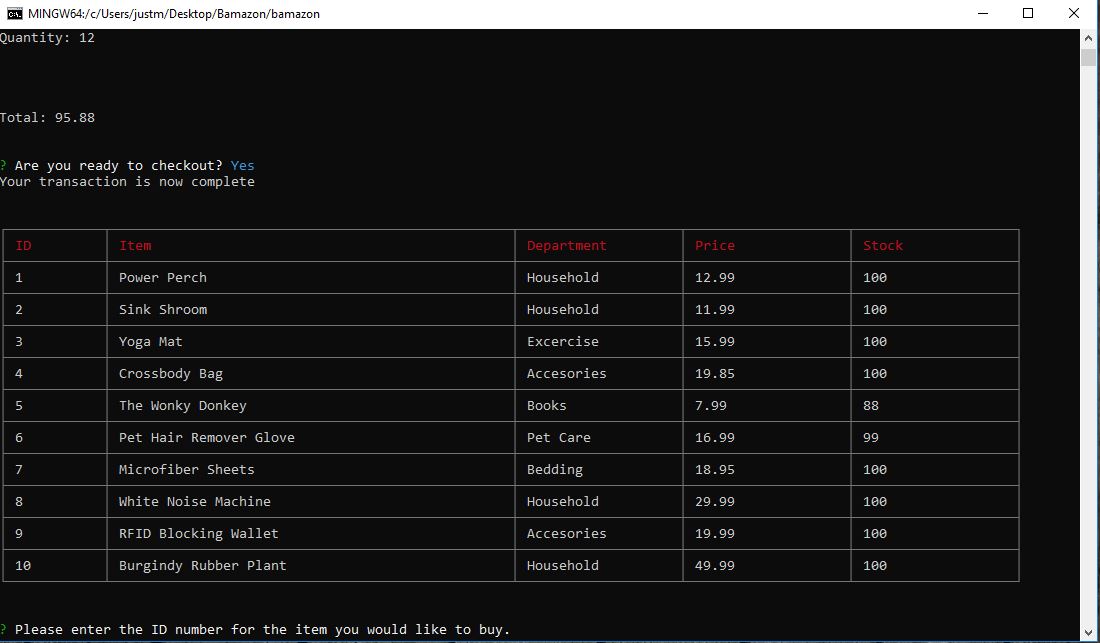 MINGW64:/c/Users/justm/Desktop/Bamazon/bamazon
Quantity: 12
Total: 95.88
? Are you ready to checkout? Yes
Your transaction is now complete
ID Item Department Price Stock
1 Power Perch Household 12.99 100
2 Sink Shroom Household 11.99 100
3 Yoga Mat Excercise 15.99 100
4 Crossbody Bag Accesories 19.85 100
5 The Wonky Donkey Books 7.99 88
6 Pet Hair Remover Glove Pet Care 16.99 99
7 Microfiber Sheets Bedding 18.95 100
8 White Noise Machine Household 29.99 100
9 RFID Blocking Wallet Accesories 19.99 100
10 Burgindy Rubber Plant Household 49.99 100
? Please enter the ID number for the item you would like to buy.